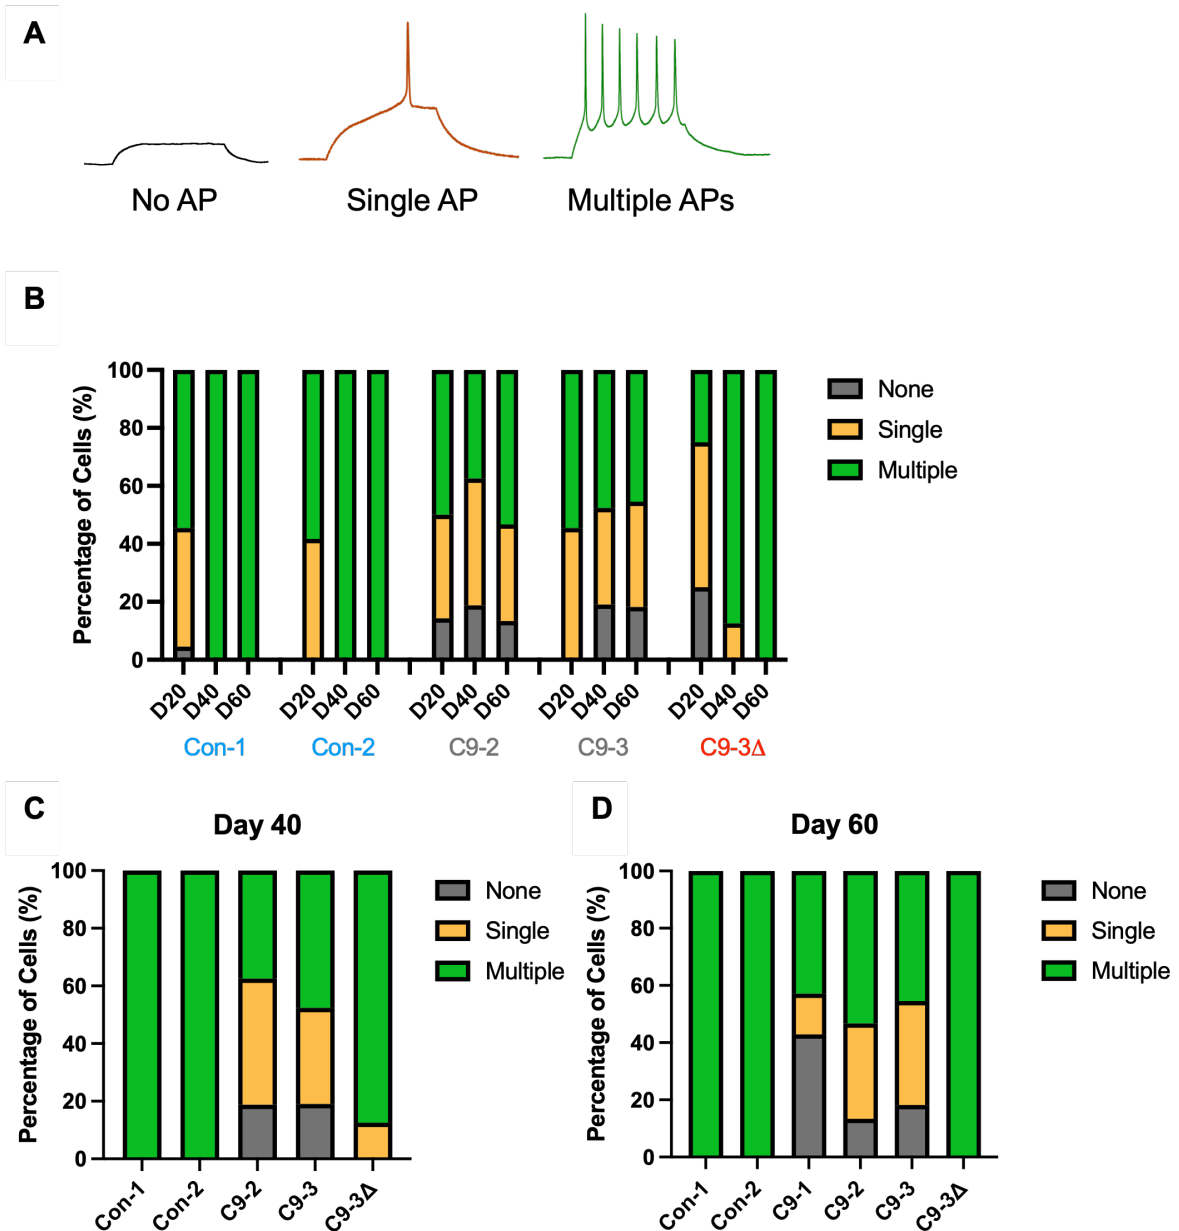 A
No AP
Single AP
Multiple APs
B
Percentage of Cells (%)
100
80
60
40
20
0
None
Single
Multiple
D20 D40 D60 D20 D40 D60 D20 D40 D60 D20 D40 D60 D20 D40 D60
Con-1 Con-2 C9-2 C9-3 C9-3Δ
C
Day 40
Percentage of Cells (%)
100
80
60
40
20
0
None
Single
Multiple
Con-1 Con-2 C9-2 C9-3 C9-3Δ
D
Day 60
Percentage of Cells (%)
100
80
60
40
20
0
None
Single
Multiple
Con-1 Con-2 C9-1 C9-2 C9-3 C9-3Δ